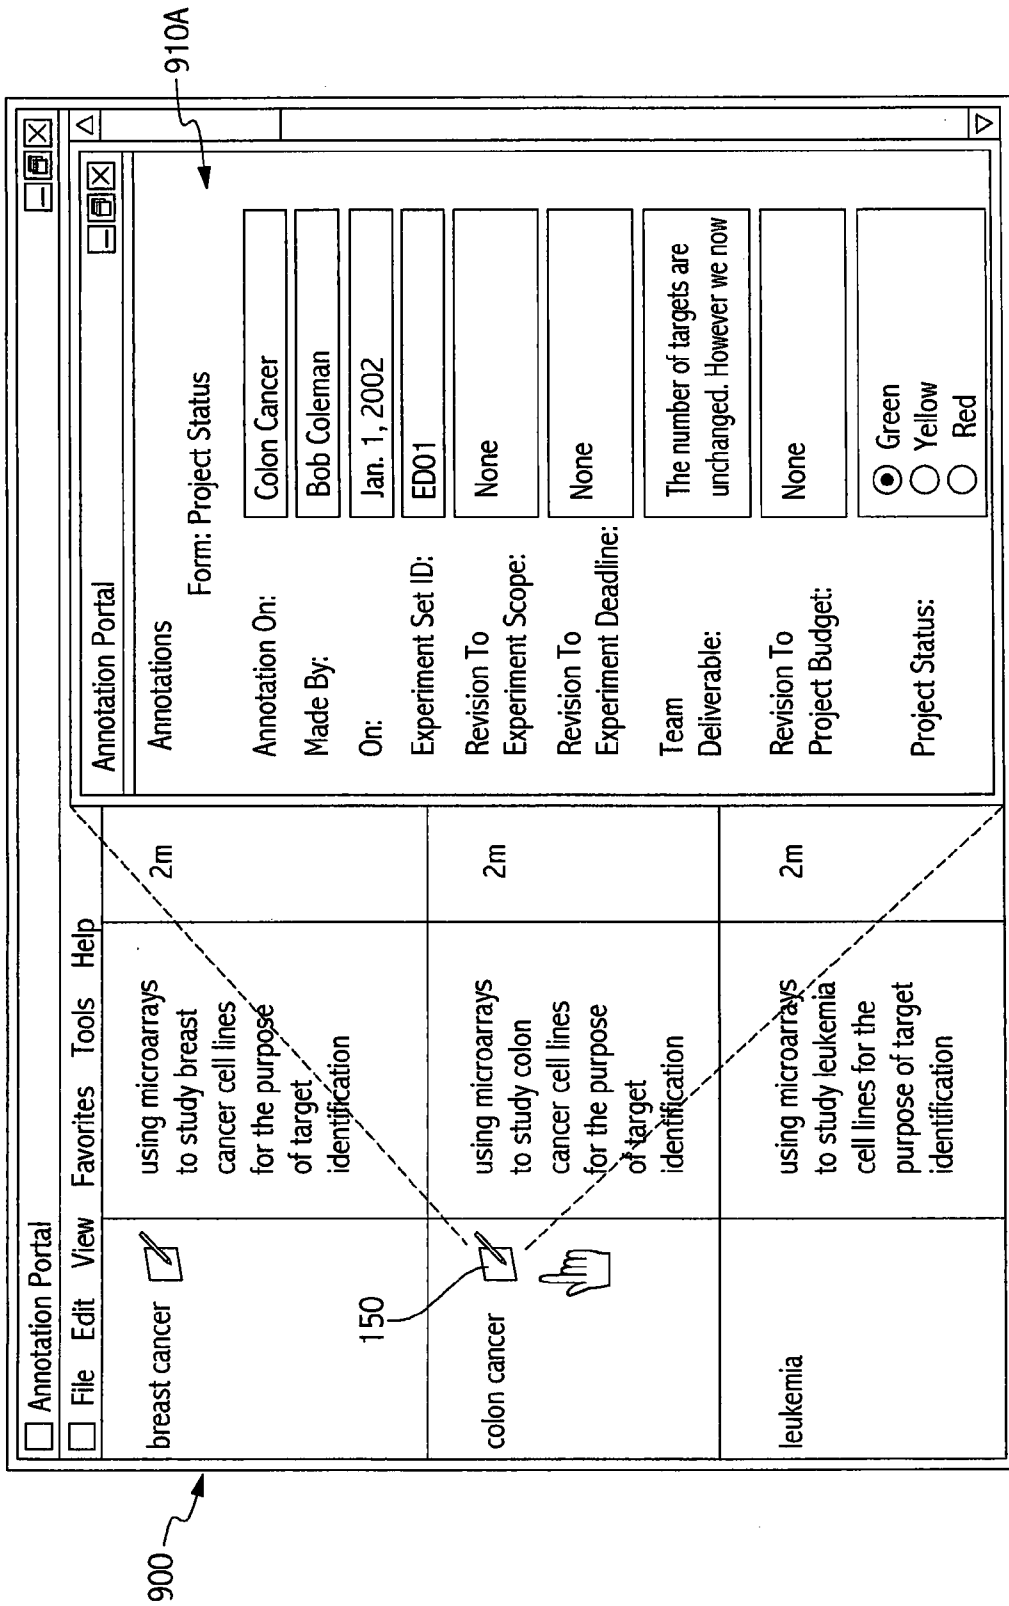 Annotation Portal
File Edit View Favorites Tools Help
breast cancer
using microarrays
to study breast
cancer cell lines
for the purpose
of target
identification
2m
150
colon cancer
using microarrays
to study colon
cancer cell lines
for the purpose
of target
identification
2m
leukemia
using microarrays
to study leukemia
cell lines for the
purpose of target
identification
2m
Annotation Portal
Annotations
Form: Project Status
Annotation On: Colon Cancer
Made By: Bob Coleman
On: Jan. 1, 2002
Experiment Set ID: ED01
Revision To
Experiment Scope: None
Revision To
Experiment Deadline: None
Team
Deliverable:
The number of targets are
unchanged. However we now
Revision To
Project Budget: None
Project Status:
Green
Yellow
Red
900
910A